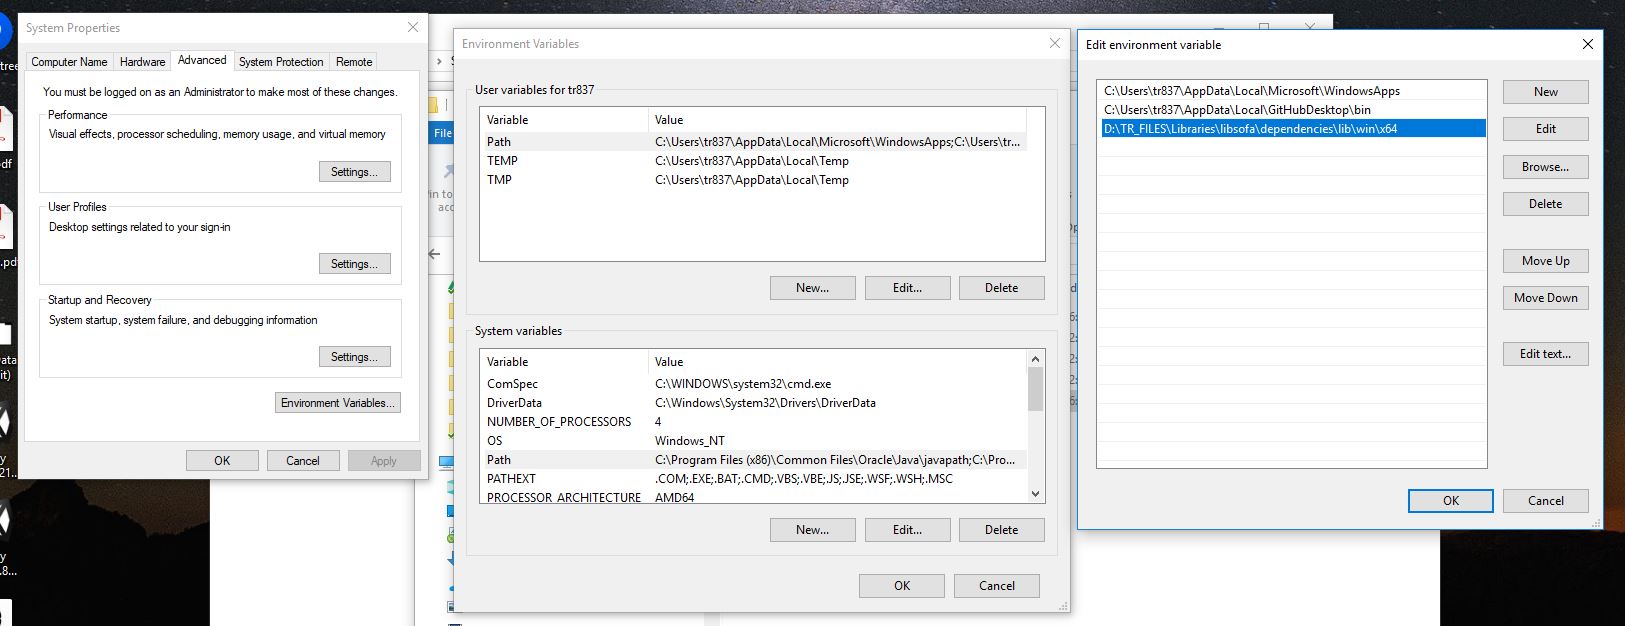 System Properties
Computer Name
Hardware
Advanced
System Protection
Remote
You must be logged on as an Administrator to make most of these changes.
Performance
Visual effects, processor scheduling, memory usage, and virtual memory
Settings...
User Profiles
Desktop settings related to your sign-in
Settings...
Startup and Recovery
System startup, system failure, and debugging information
Settings...
Environment Variables...
OK
Cancel
Apply
File
Environment Variables
User variables for tr837
Variable Value
Path C:\Users\tr837\AppData\Local\Microsoft\WindowsApps;C:\Users\tr...
TEMP C:\Users\tr837\AppData\Local\Temp
TMP C:\Users\tr837\AppData\Local\Temp
New...
Edit...
Delete
System variables
Variable Value
ComSpec C:\WINDOWS\system32\cmd.exe
DriverData C:\Windows\System32\Drivers\DriverData
NUMBER_OF_PROCESSORS 4
OS Windows_NT
Path C:\Program Files (x86)\Common Files\Oracle\Java\javapath;C:\Pro...
PATHEXT .COM;.EXE;.BAT;.CMD;.VBS;.VBE;.JS;.JSE;.WSF;.WSH;.MSC
PROCESSOR_ARCHITECTURE AMD64
New...
Edit...
Delete
OK
Cancel
Edit environment variable
C:\Users\tr837\AppData\Local\Microsoft\WindowsApps
C:\Users\tr837\AppData\Local\GitHubDesktop\bin
D:\TR_FILES\Libraries\libsofa\dependencies\lib\win\x64
New
Edit
Browse...
Delete
Move Up
Move Down
Edit text...
OK
Cancel